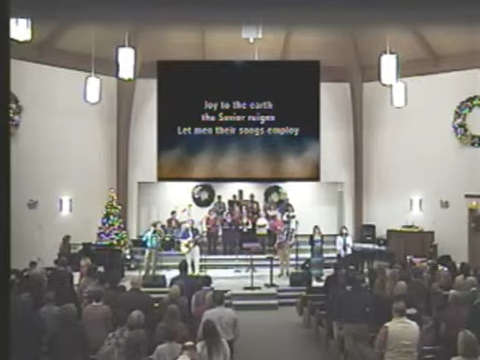 Joy to the earth
the Savior reigns
Let men their songs employ